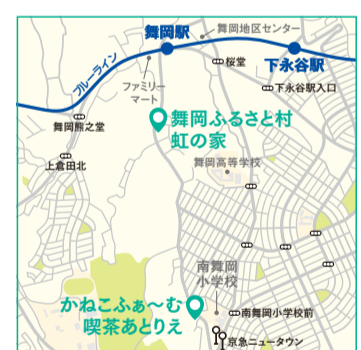 舞岡駅
舞岡地区センター
ブルーライン
桜堂
下永谷駅
ファミリー
マート
下永谷駅入口
舞岡ふるさと村
虹の家
舞岡熊之堂
上倉田北
舞岡高等学校
南舞岡
小学校
かねこふぁ〜む
喫茶あとりえ
南舞岡小学校前
京急ニュータウン